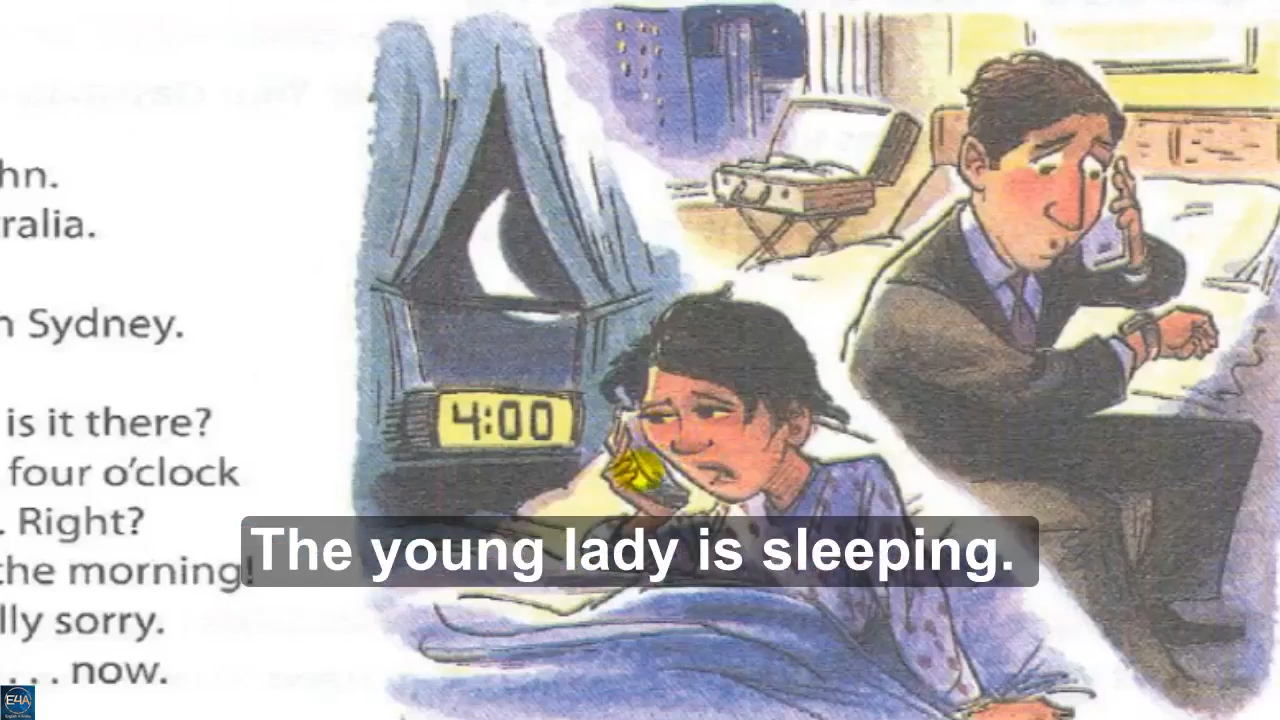 hn.
ralia.
n Sydney.
is it there?
four o'clock
. Right?
the morning!
lly sorry.
. . . now.
4:00
The young lady is sleeping.
E4A